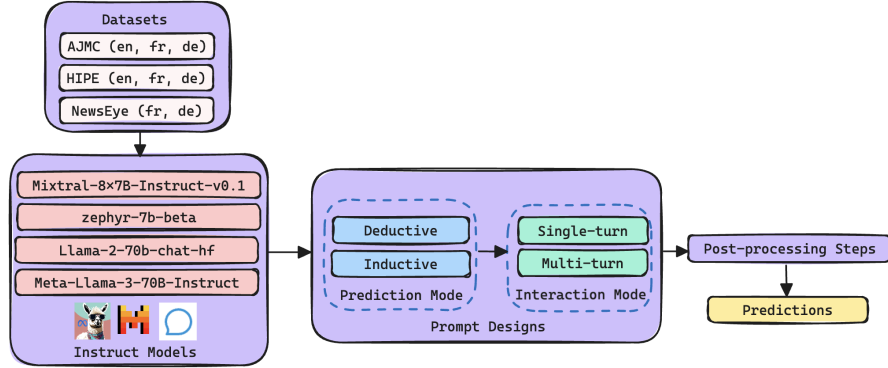 Datasets
AJMC (en, fr, de)
HIPE (en, fr, de)
NewsEye (fr, de)
Mixtral-8×7B-Instruct-v0.1
zephyr-7b-beta
Llama-2-70b-chat-hf
Meta-Llama-3-70B-Instruct
Instruct Models
Deductive
Inductive
Prediction Mode
Single-turn
Multi-turn
Interaction Mode
Prompt Designs
Post-processing Steps
Predictions